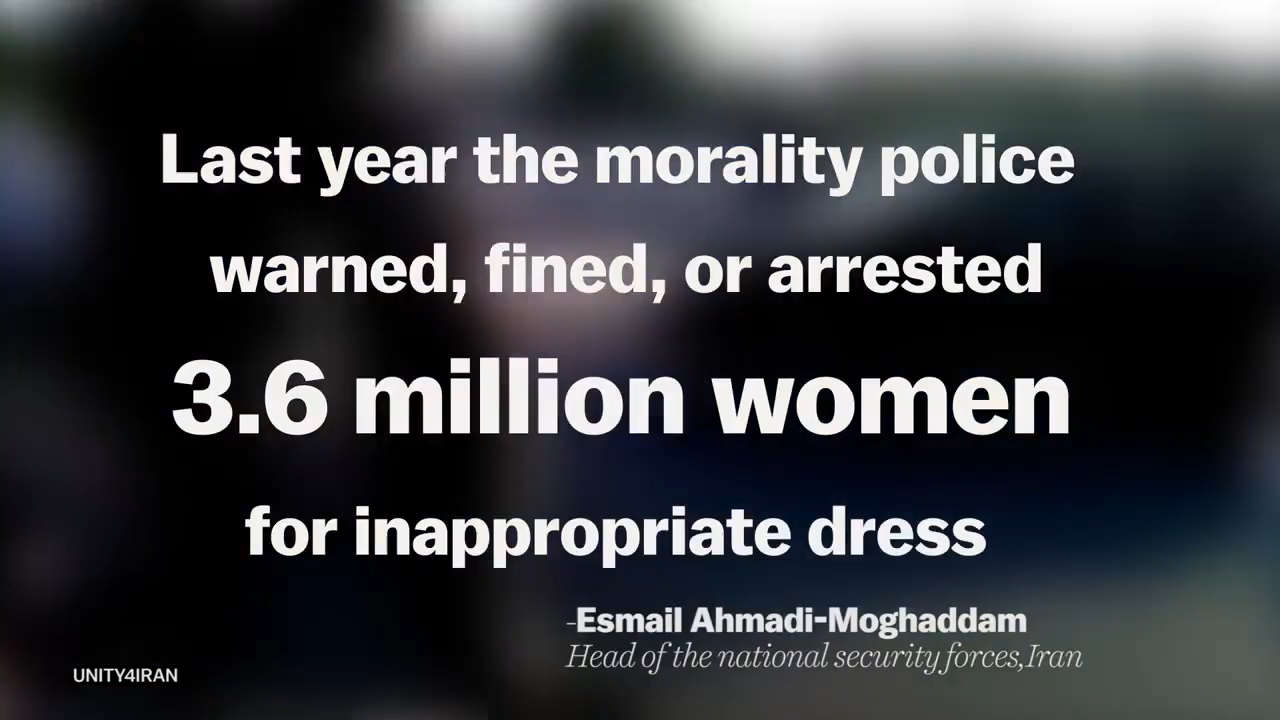 Last year the morality police
warned, fined, or arrested
3.6 million women
for inappropriate dress
-Esmail Ahmadi-Moghaddam
Head of the national security forces,Iran
UNITY4IRAN